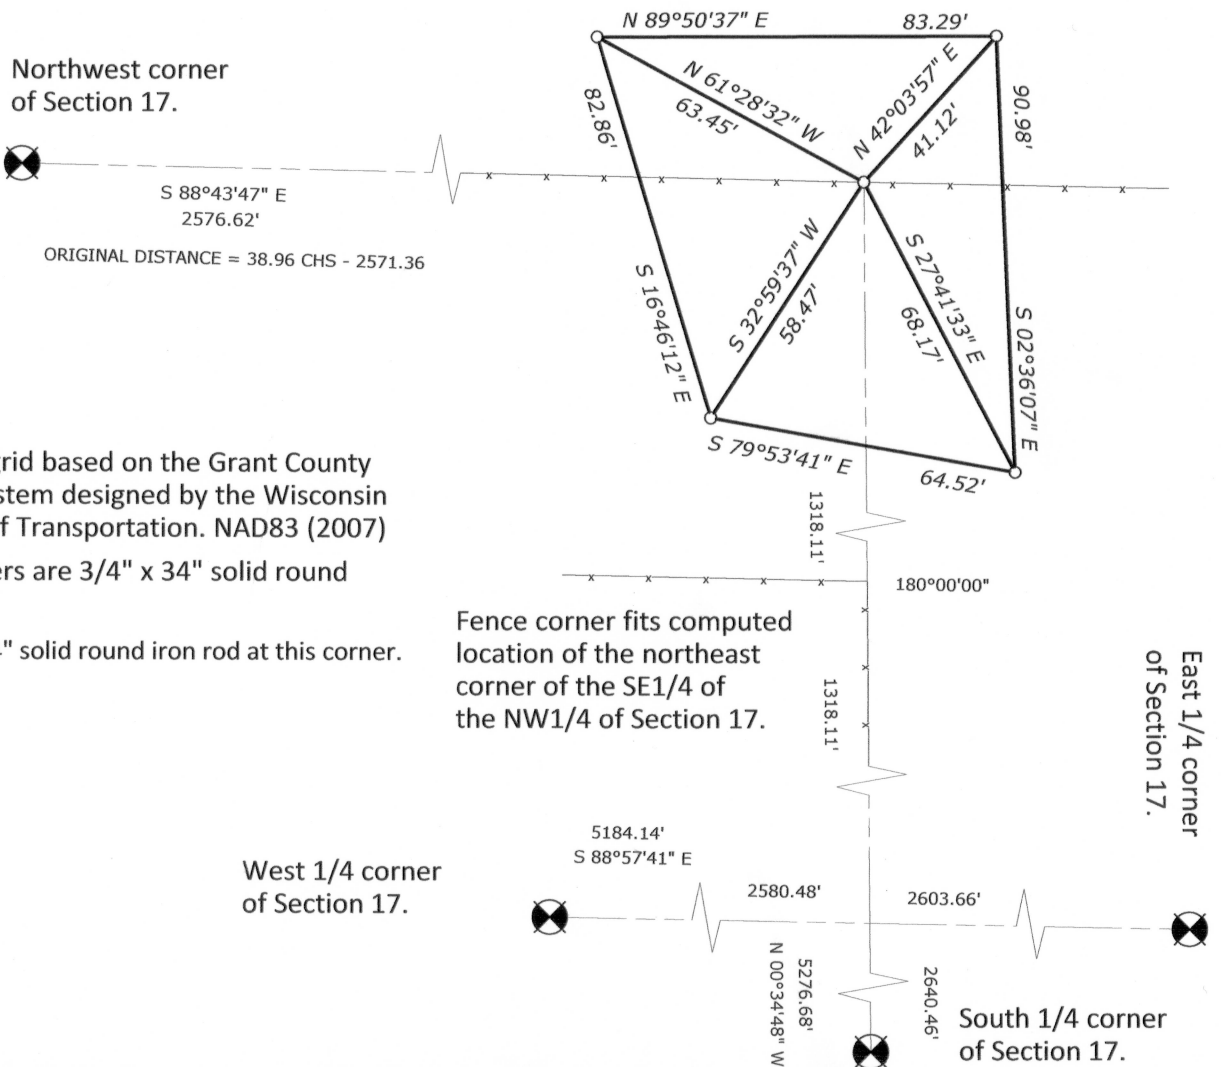 N 89°50'37" E
83.29'
Northwest corner
of Section 17.
N 61°28'32" W
63.45'
N 42°03'57" E
41.12'
82.86'
90.98'
S 88°43'47" E
2576.62'
ORIGINAL DISTANCE = 38.96 CHS - 2571.36
S 16°46'12" E
S 32°59'37" W
58.47'
S 27°41'33" E
68.17'
S 02°36'07" E
S 79°53'41" E
64.52'
grid based on the Grant County
stem designed by the Wisconsin
f Transportation. NAD83 (2007)
ers are 3/4" x 34" solid round
" solid round iron rod at this corner.
1318.11'
180°00'00"
Fence corner fits computed
location of the northeast
corner of the SE1/4 of
the NW1/4 of Section 17.
1318.11'
East 1/4 corner
of Section 17.
5184.14'
S 88°57'41" E
West 1/4 corner
of Section 17.
2580.48'
2603.66'
5276.68'
N 00°34'48" W
2640.46'
South 1/4 corner
of Section 17.